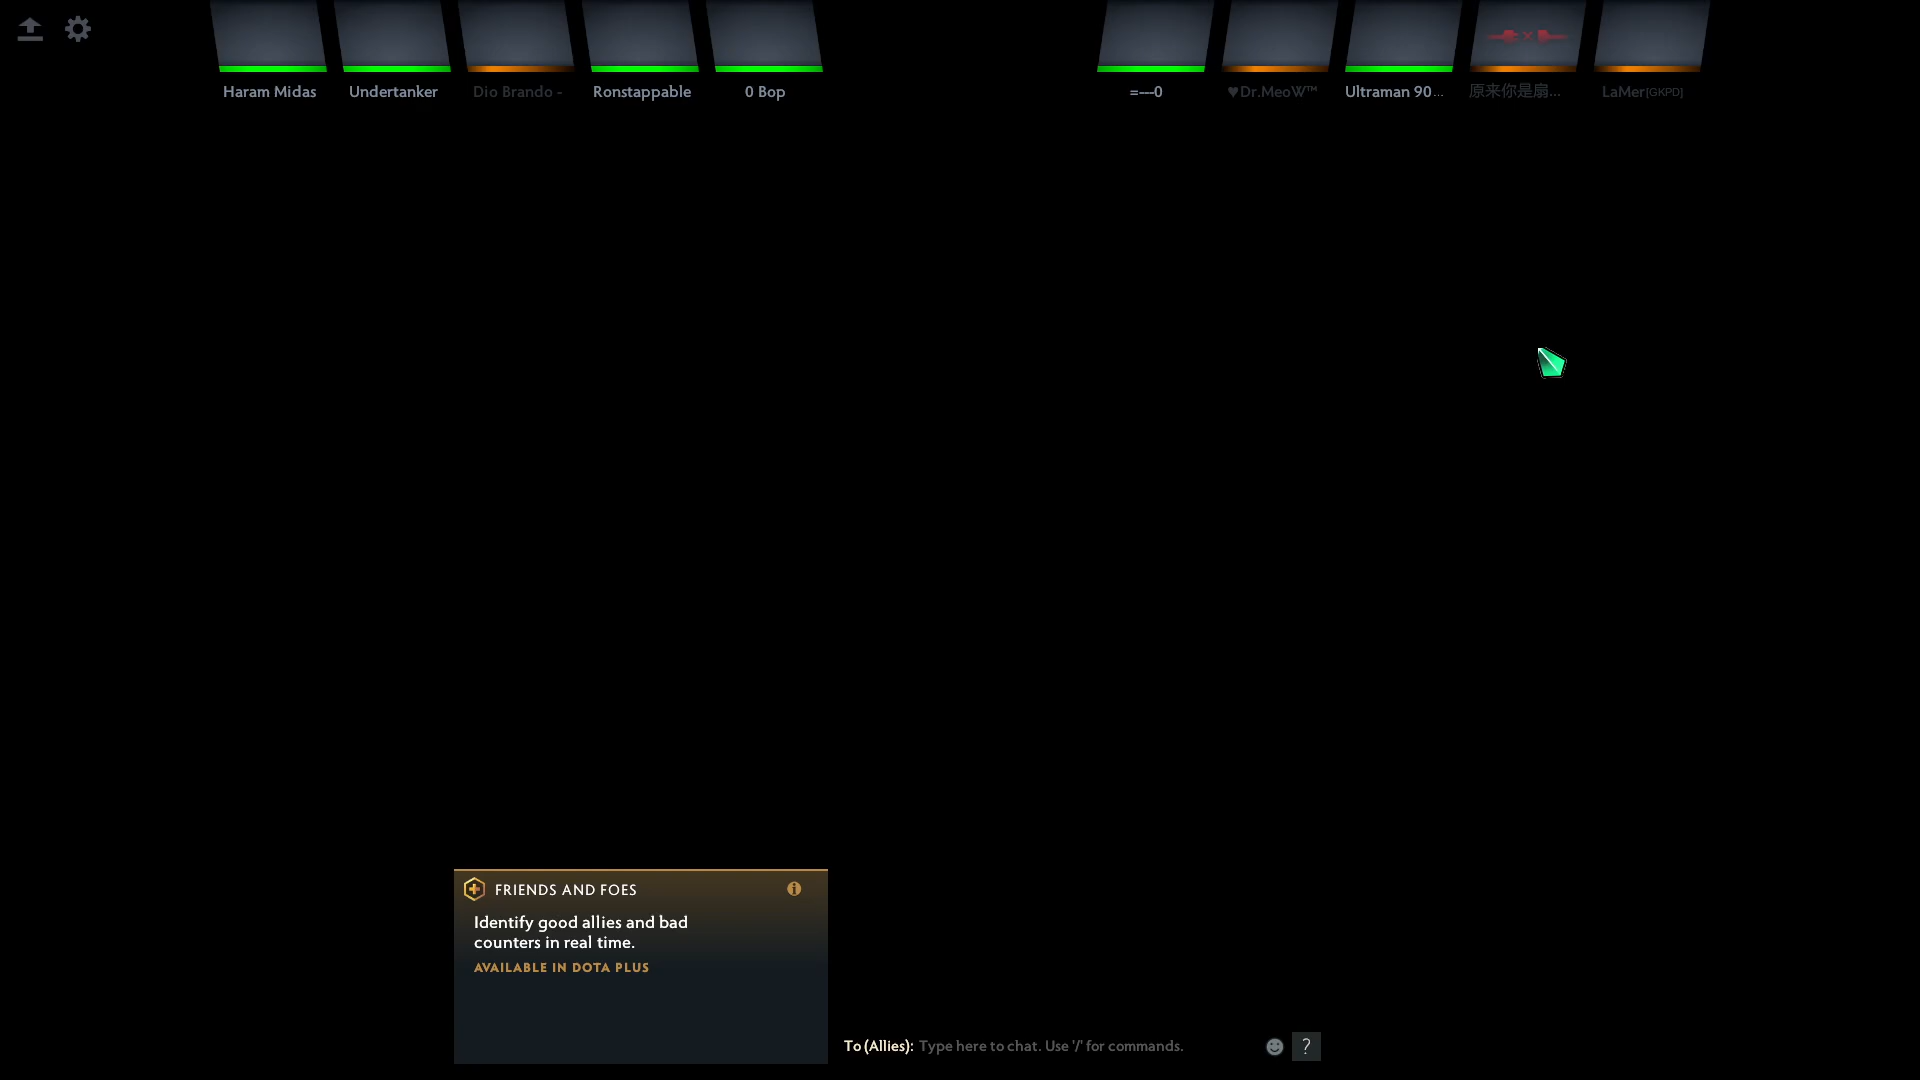 Haram Midas
Undertanker
Dio Brando -
Ronstappable
0 Bop
=---0
♥Dr.MeoW™
Ultraman 90...
原来你是扇...
LaMer[GKPD]
FRIENDS AND FOES
Identify good allies and bad
counters in real time.
AVAILABLE IN DOTA PLUS
To (Allies): Type here to chat. Use '/' for commands.
?